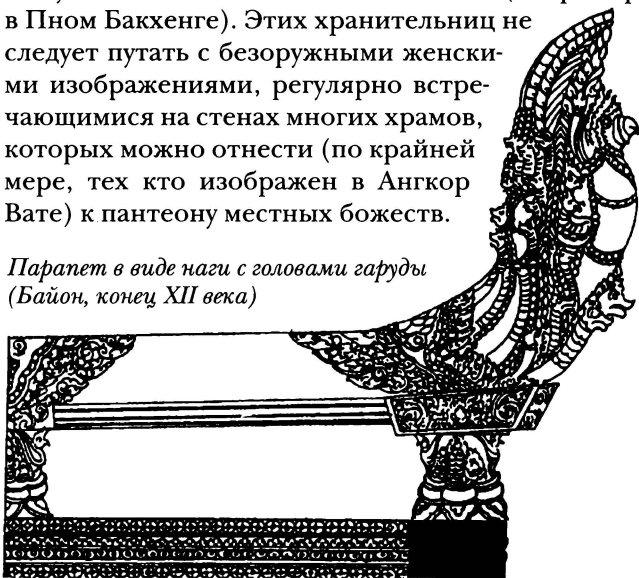 в Пном Бакхенге). Этих хранительниц не
следует путать с безоружными женски-
ми изображениями, регулярно встре-
чающимися на стенах многих храмов,
которых можно отнести (по крайней
мере, тех кто изображен в Ангкор
Вате) к пантеону местных божеств.
Парапет в виде наги с головами гаруды
(Байон, конец XII века)